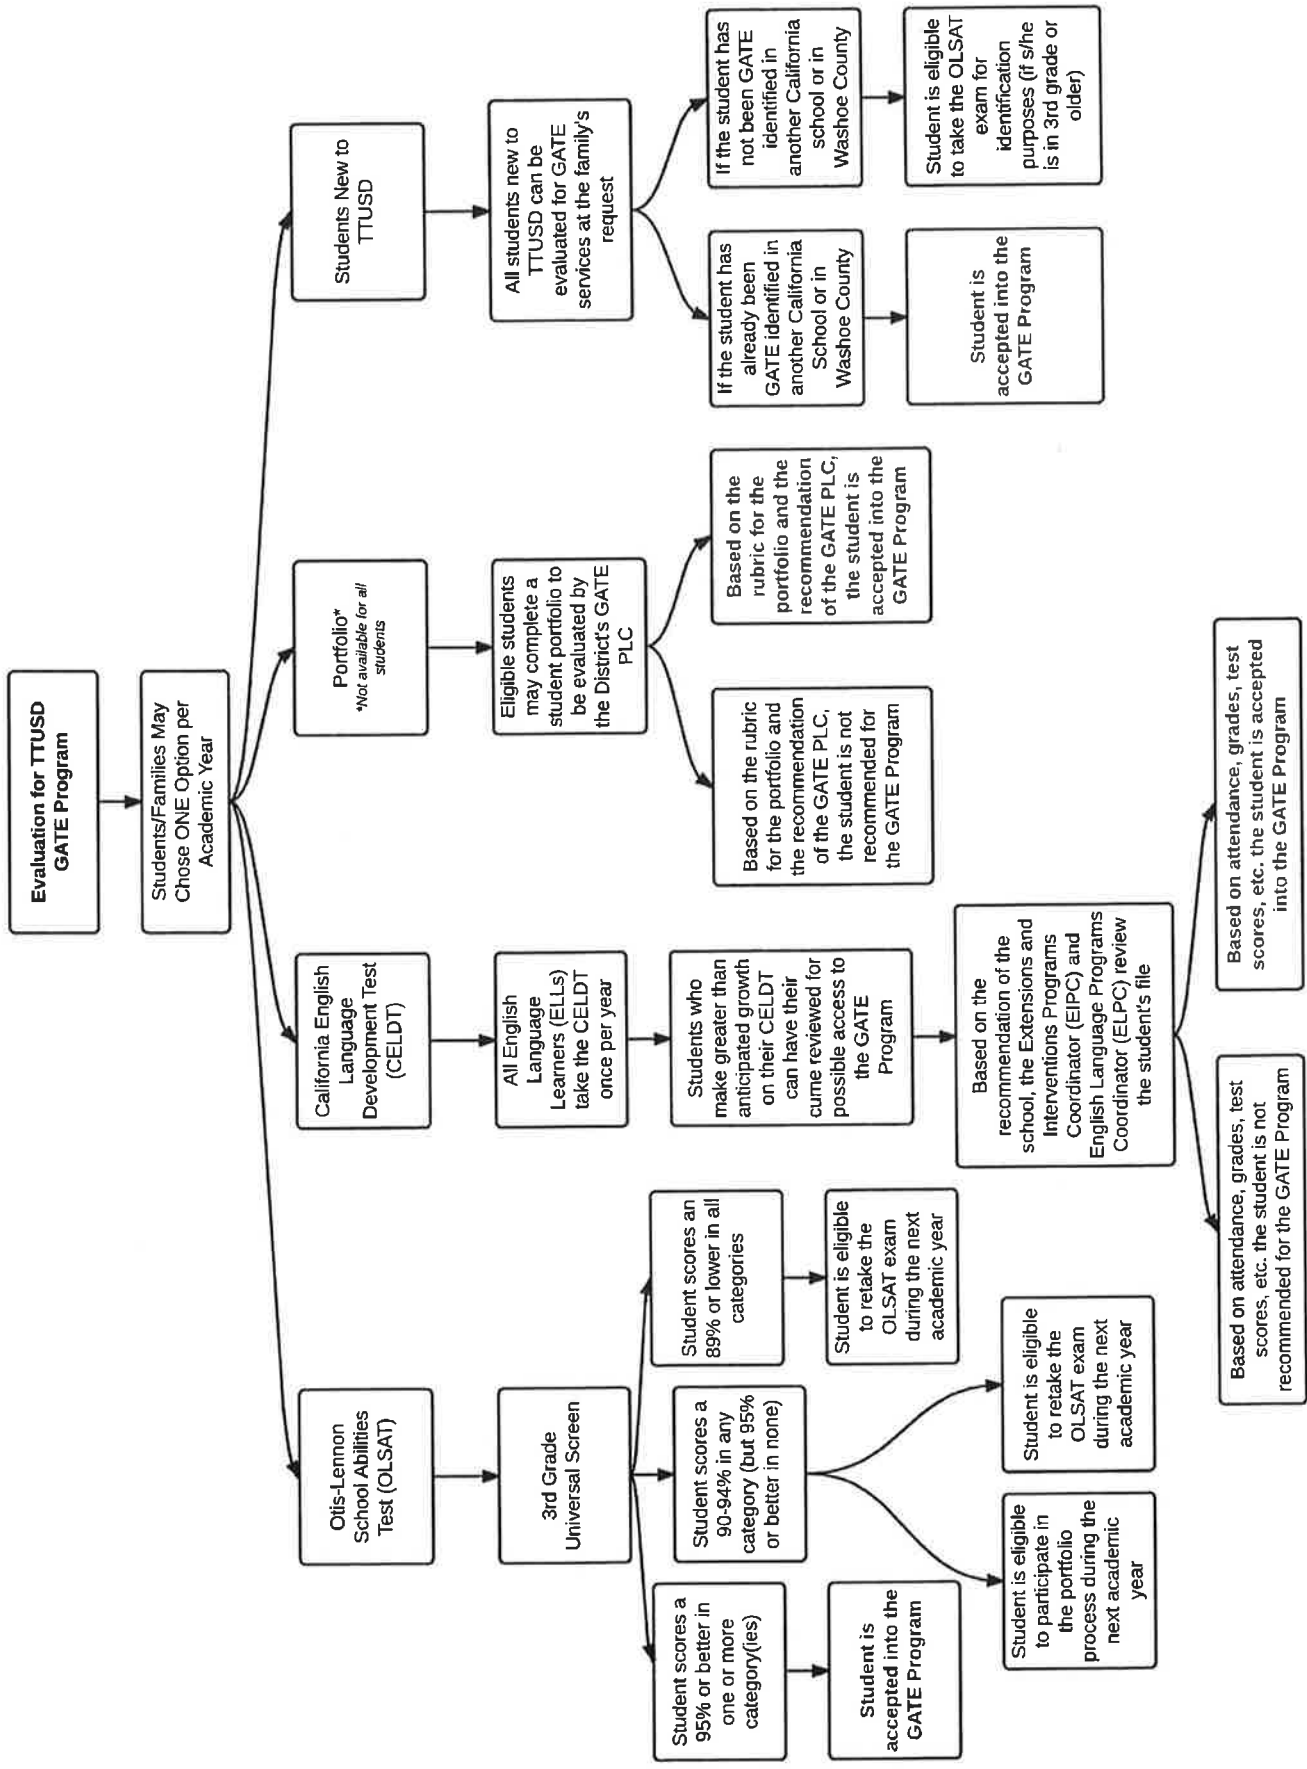 Evaluation for TTUSD
GATE Program
Students/Families May
Chose ONE Option per
Academic Year
Otis-Lennon
School Abilities
Test (OLSAT)
3rd Grade
Universal Screen
Student scores a
95% or better in
one or more
category(ies)
Student is
accepted into the
GATE Program
Student scores a
90-94% in any
category (but 95%
or better in none)
Student is eligible
to participate in
the portfolio
process during the
next academic
year
Student is eligible
to retake the
OLSAT exam
during the next
academic year
Student scores an
89% or lower in all
categories
Student is eligible
to retake the
OLSAT exam
during the next
academic year
California English
Language
Development Test
(CELDT)
All English
Language
Learners (ELLs)
take the CELDT
once per year
Students who
make greater than
anticipated growth
on their CELDT
can have their
cume reviewed for
possible access to
the GATE
Program
Based on the
recommendation of the
school, the Extensions and
Interventions Programs
Coordinator (EIPC) and
English Language Programs
Coordinator (ELPC) review
the student's file
Based on attendance, grades, test
scores, etc. the student is not
recommended for the GATE Program
Based on attendance, grades, test
scores, etc. the student is accepted
into the GATE Program
Portfolio*
*Not available for all
students
Eligible students
may complete a
student portfolio to
be evaluated by
the District's GATE
PLC
Based on the rubric
for the portfolio and
the recommendation
of the GATE PLC,
the student is not
recommended for
the GATE Program
Based on the
rubric for the
portfolio and the
recommendation
of the GATE PLC,
the student is
accepted into the
GATE Program
Students New to
TTUSD
All students new to
TTUSD can be
evaluated for GATE
services at the family's
request
If the student has
already been
GATE identified in
another California
School or in
Washoe County
Student is
accepted into the
GATE Program
If the student has
not been GATE
identified in
another California
school or in
Washoe County
Student is eligible
to take the OLSAT
exam for
identification
purposes (if s/he
is in 3rd grade or
older)